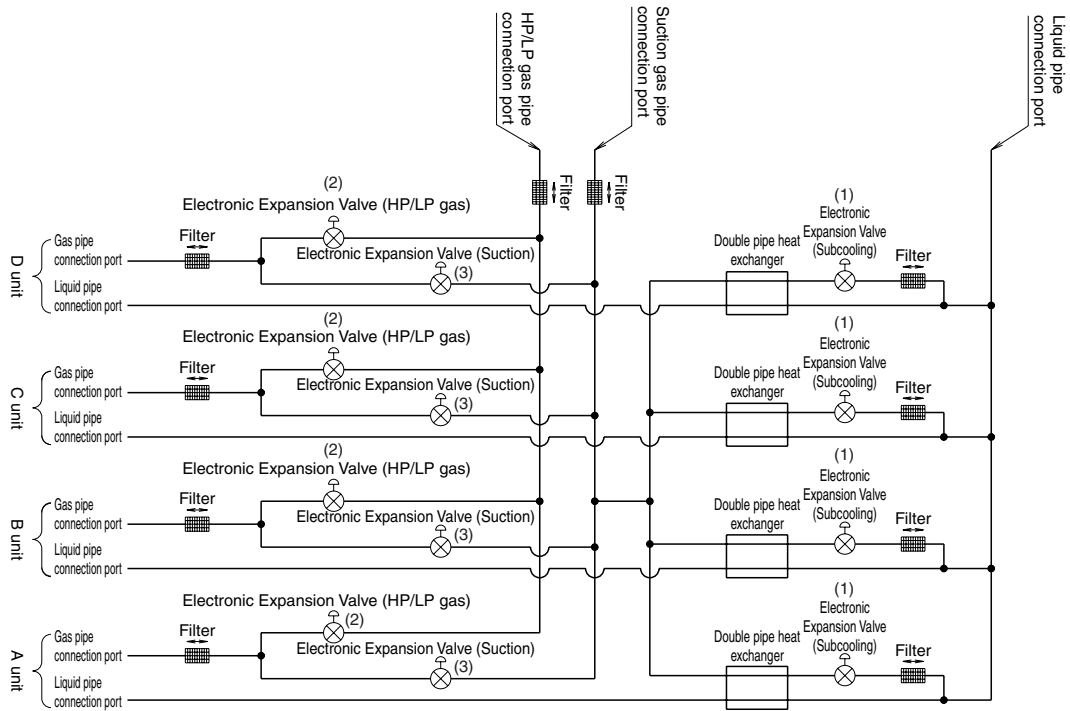 HP/LP gas pipe
connection port
Suction gas pipe
connection port
Liquid pipe
connection port
Filter
Filter
(2)
Electronic Expansion Valve (HP/LP gas)
Filter
Electronic Expansion Valve (Suction)
(3)
D unit
Gas pipe
connection port
Liquid pipe
connection port
Double pipe heat
exchanger
(1)
Electronic
Expansion Valve
(Subcooling)
Filter
(2)
Electronic Expansion Valve (HP/LP gas)
Filter
Electronic Expansion Valve (Suction)
(3)
C unit
Gas pipe
connection port
Liquid pipe
connection port
Double pipe heat
exchanger
(1)
Electronic
Expansion Valve
(Subcooling)
Filter
(2)
Electronic Expansion Valve (HP/LP gas)
Filter
Electronic Expansion Valve (Suction)
(3)
B unit
Gas pipe
connection port
Liquid pipe
connection port
Double pipe heat
exchanger
(1)
Electronic
Expansion Valve
(Subcooling)
Filter
Electronic Expansion Valve (HP/LP gas)
(2)
Filter
Electronic Expansion Valve (Suction)
(3)
A unit
Gas pipe
connection port
Liquid pipe
connection port
Double pipe heat
exchanger
(1)
Electronic
Expansion Valve
(Subcooling)
Filter